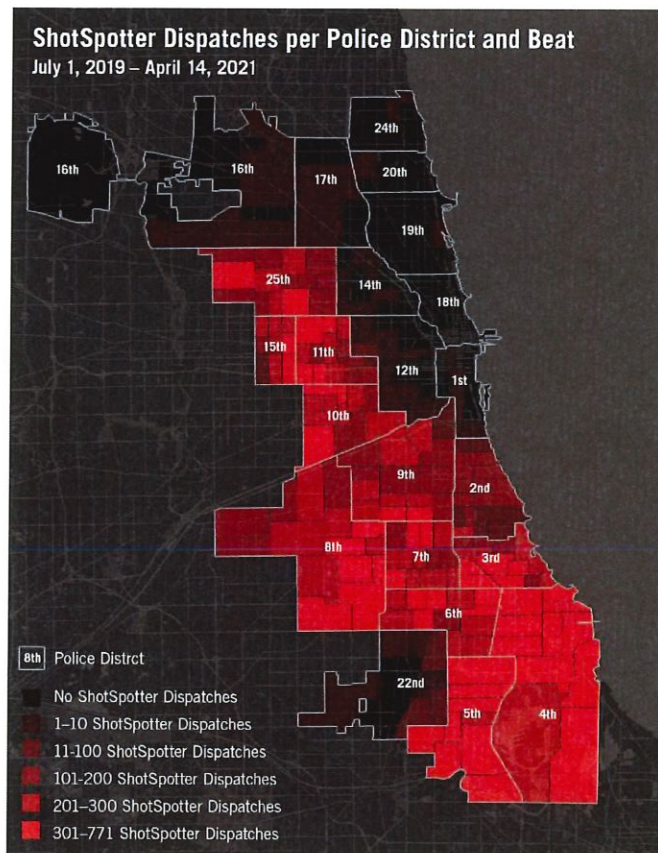 ShotSpotter Dispatches per Police District and Beat
July 1, 2019 – April 14, 2021
24th
16th
16th
17th
20th
19th
25th
14th
18th
15th
11th
12th
1st
10th
9th
2nd
8th
7th
3rd
6th
22nd
5th
4th
8th Police Distrct
No ShotSpotter Dispatches
1–10 ShotSpotter Dispatches
11-100 ShotSpotter Dispatches
101-200 ShotSpotter Dispatches
201–300 ShotSpotter Dispatches
301–771 ShotSpotter Dispatches